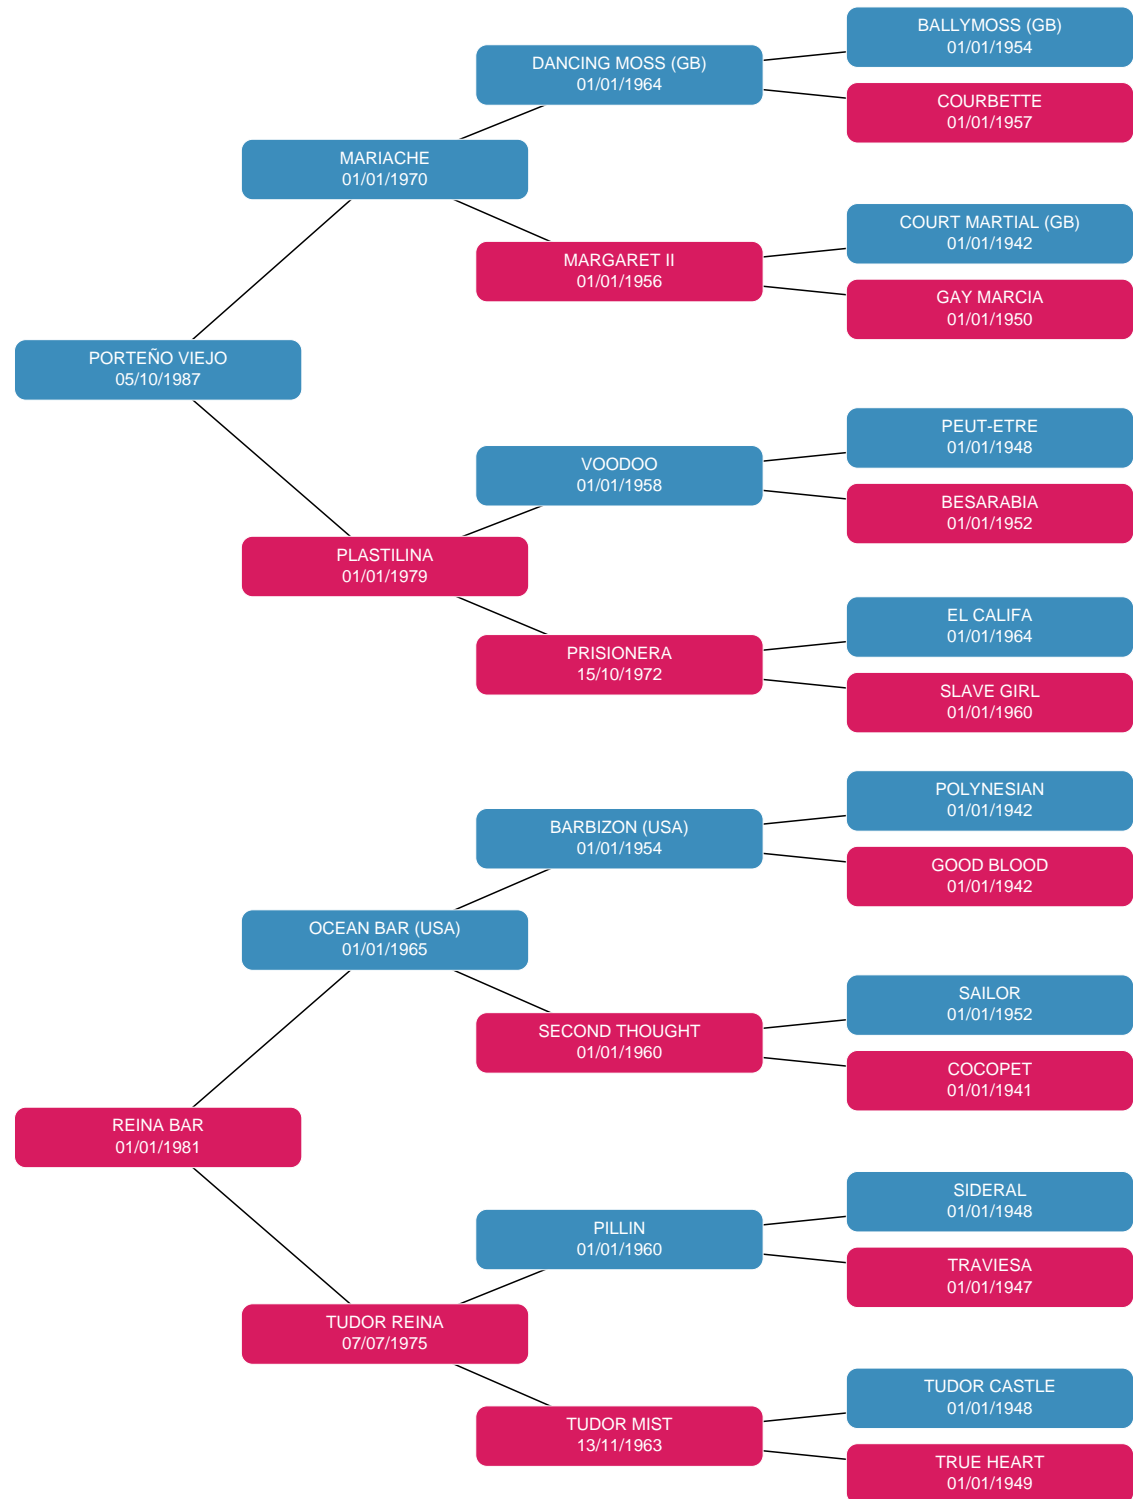 BALLYMOSS (GB)
01/01/1954
DANCING MOSS (GB)
01/01/1964
COURBETTE
01/01/1957
MARIACHE
01/01/1970
COURT MARTIAL (GB)
01/01/1942
MARGARET II
01/01/1956
GAY MARCIA
01/01/1950
PORTEÑO VIEJO
05/10/1987
PEUT-ETRE
01/01/1948
VOODOO
01/01/1958
BESARABIA
01/01/1952
PLASTILINA
01/01/1979
EL CALIFA
01/01/1964
PRISIONERA
15/10/1972
SLAVE GIRL
01/01/1960
POLYNESIAN
01/01/1942
BARBIZON (USA)
01/01/1954
GOOD BLOOD
01/01/1942
OCEAN BAR (USA)
01/01/1965
SAILOR
01/01/1952
SECOND THOUGHT
01/01/1960
COCOPET
01/01/1941
REINA BAR
01/01/1981
SIDERAL
01/01/1948
PILLIN
01/01/1960
TRAVIESA
01/01/1947
TUDOR REINA
07/07/1975
TUDOR CASTLE
01/01/1948
TUDOR MIST
13/11/1963
TRUE HEART
01/01/1949